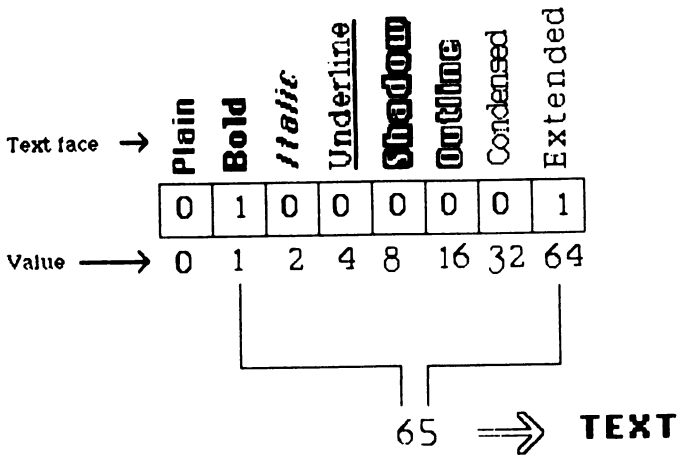 Plain Bold Italic Underline Shadow Outline Condensed Extended
Text face
0 1 0 0 0 0 0 1
Value 0 1 2 4 8 16 32 64
65 TEXT